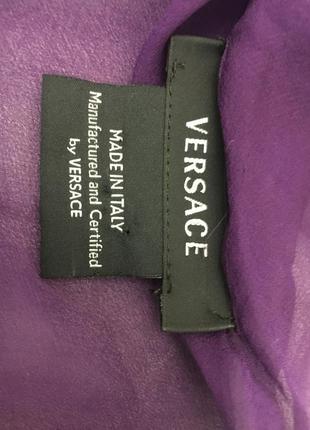 VERSACE
MADE IN ITALY
Manufactured and Certified
by VERSACE